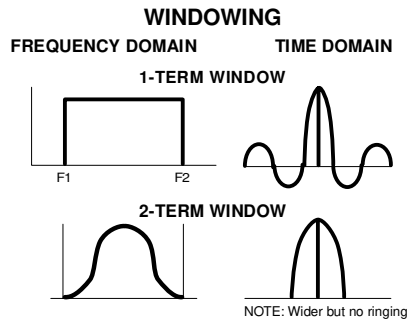 WINDOWING
FREQUENCY DOMAIN TIME DOMAIN
1-TERM WINDOW
F1 F2
2-TERM WINDOW
NOTE: Wider but no ringing